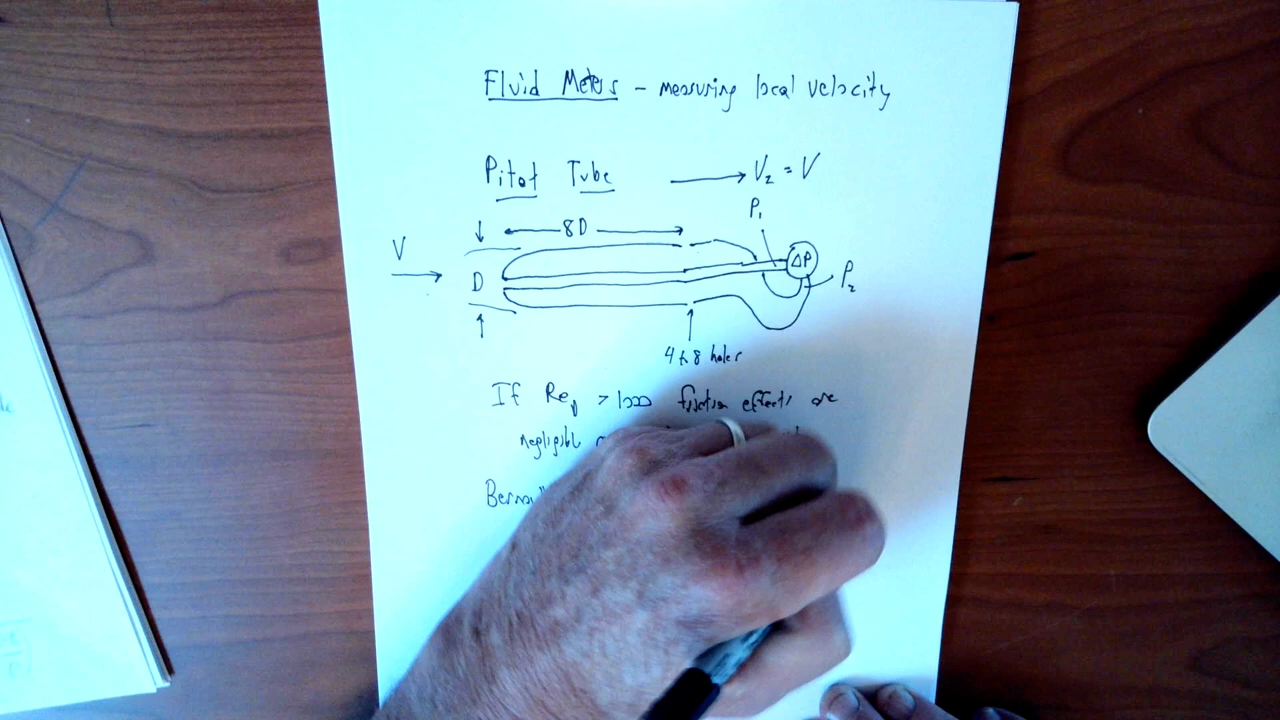 Fluid Meters - measuring local velocity
Pitot Tube → V₂ = V
P₁
8D
V
D
ΔP
P₂
4 to 8 holes
If Re > 1000 friction effects are
negligible